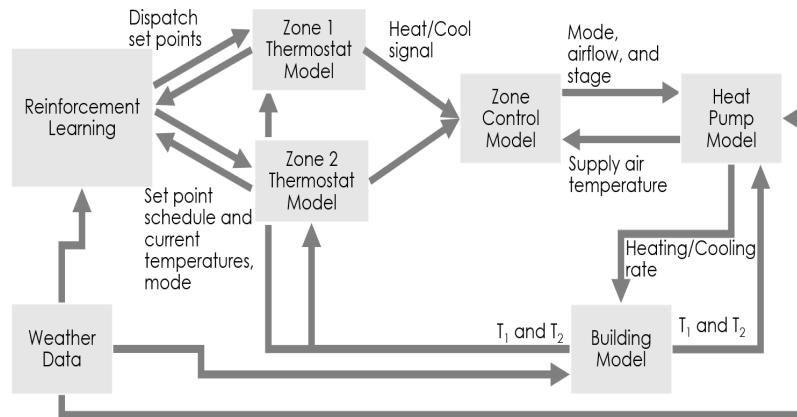 Dispatch
set points
Zone 1
Thermostat
Model
Heat/Cool
signal
Mode,
airflow, and
stage
Reinforcement
Learning
Zone
Control
Model
Heat
Pump
Model
Zone 2
Thermostat
Model
Supply air
temperature
Set point
schedule and
current
temperatures,
mode
Heating/Cooling
rate
Weather
Data
T₁ and T₂
Building
Model
T₁ and T₂